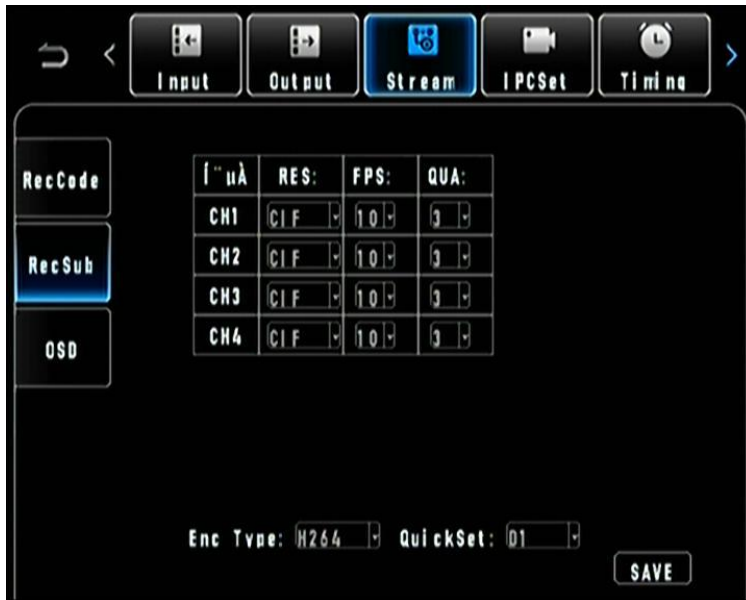 Input Output Stream IPCSet Timing
RecCode
RecSub
OSD
Í¨µÀ RES: FPS: QUA:
CH1 CIF 10 3
CH2 CIF 10 3
CH3 CIF 10 3
CH4 CIF 10 3
Enc Type: H264 QuickSet: D1
SAVE